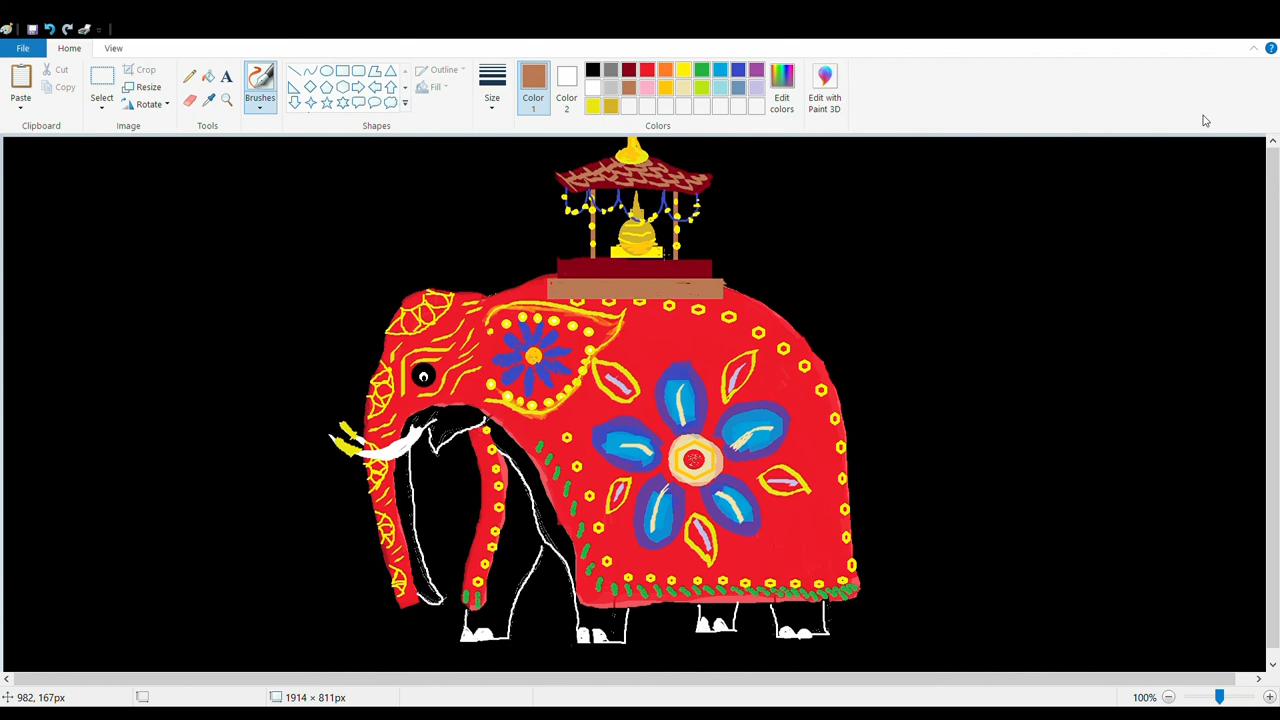 File Home View
Paste Cut Copy
Clipboard
Select Crop Resize Rotate
Image
A
Tools
Brushes
Outline
Fill
Shapes
Size
Color 1
Color 2
Edit colors
Colors
Edit with Paint 3D
982, 167px
1914 × 811px
100%